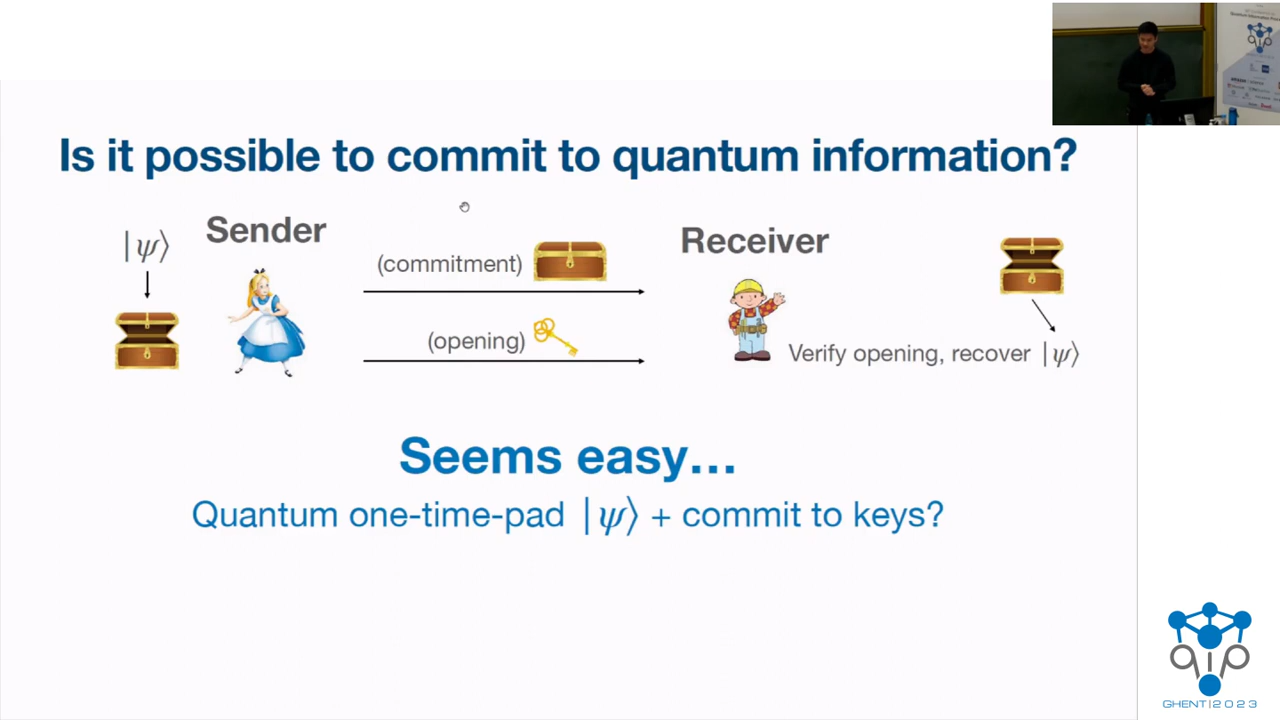 Is it possible to commit to quantum information?
|ψ⟩
Sender
(commitment)
Receiver
(opening)
Verify opening, recover |ψ⟩
Seems easy...
Quantum one-time-pad |ψ⟩ + commit to keys?
qip
GHENT|2023